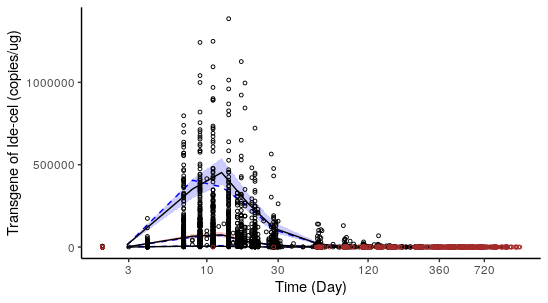 Transgene of Ide-cel (copies/ug)
1000000
500000
0
3 10 30 120 360 720
Time (Day)